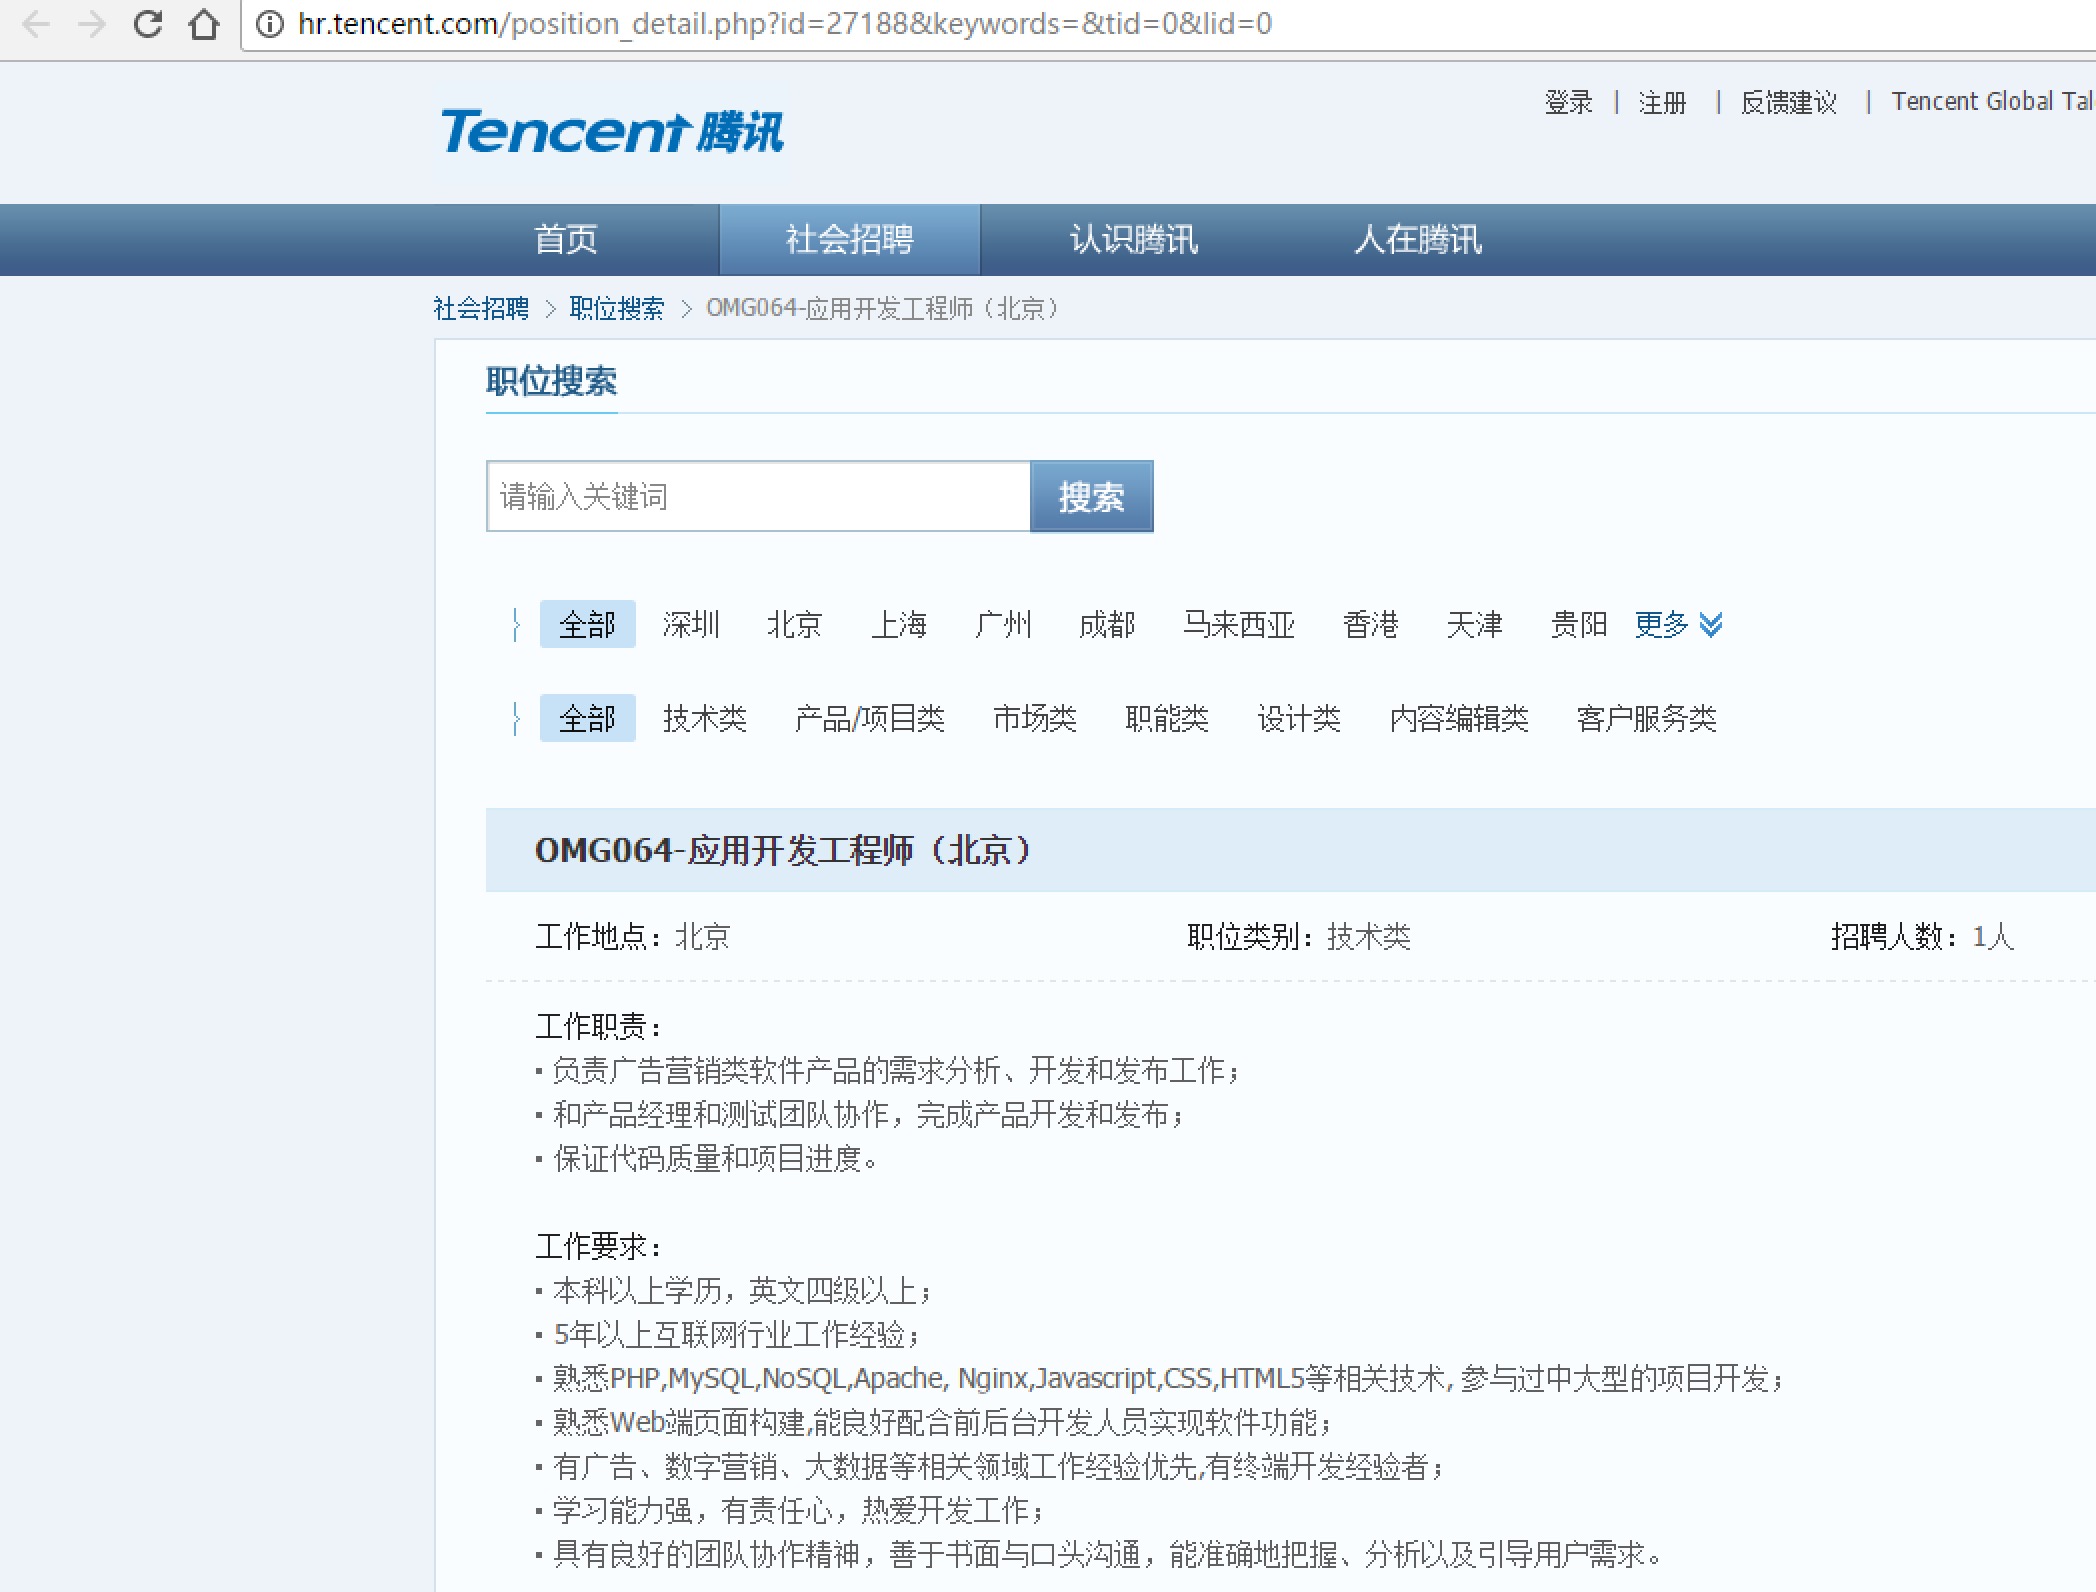 hr.tencent.com/position_detail.php?id=27188&keywords=&tid=0&lid=0
登录 | 注册 | 反馈建议 | Tencent Global Tal
Tencent 腾讯
首页 社会招聘 认识腾讯 人在腾讯
社会招聘 > 职位搜索 > OMG064-应用开发工程师（北京）
职位搜索
请输入关键词 搜索
全部 深圳 北京 上海 广州 成都 马来西亚 香港 天津 贵阳 更多
全部 技术类 产品/项目类 市场类 职能类 设计类 内容编辑类 客户服务类
OMG064-应用开发工程师（北京）
工作地点：北京 职位类别：技术类 招聘人数：1人
工作职责：
▪ 负责广告营销类软件产品的需求分析、开发和发布工作；
▪ 和产品经理和测试团队协作，完成产品开发和发布；
▪ 保证代码质量和项目进度。
工作要求：
▪ 本科以上学历，英文四级以上；
▪ 5年以上互联网行业工作经验；
▪ 熟悉PHP,MySQL,NoSQL,Apache, Nginx,Javascript,CSS,HTML5等相关技术, 参与过中大型的项目开发；
▪ 熟悉Web端页面构建,能良好配合前后台开发人员实现软件功能；
▪ 有广告、数字营销、大数据等相关领域工作经验优先,有终端开发经验者；
▪ 学习能力强，有责任心，热爱开发工作；
▪ 具有良好的团队协作精神，善于书面与口头沟通，能准确地把握、分析以及引导用户需求。